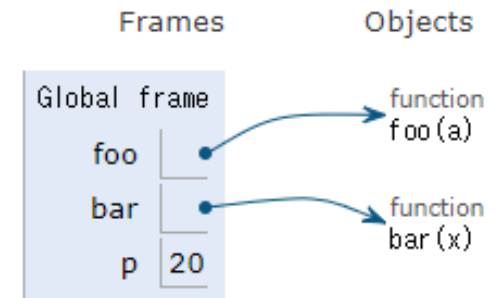 Frames Objects
Global frame
function
foo
foo(a)
bar
function
bar(x)
p 20